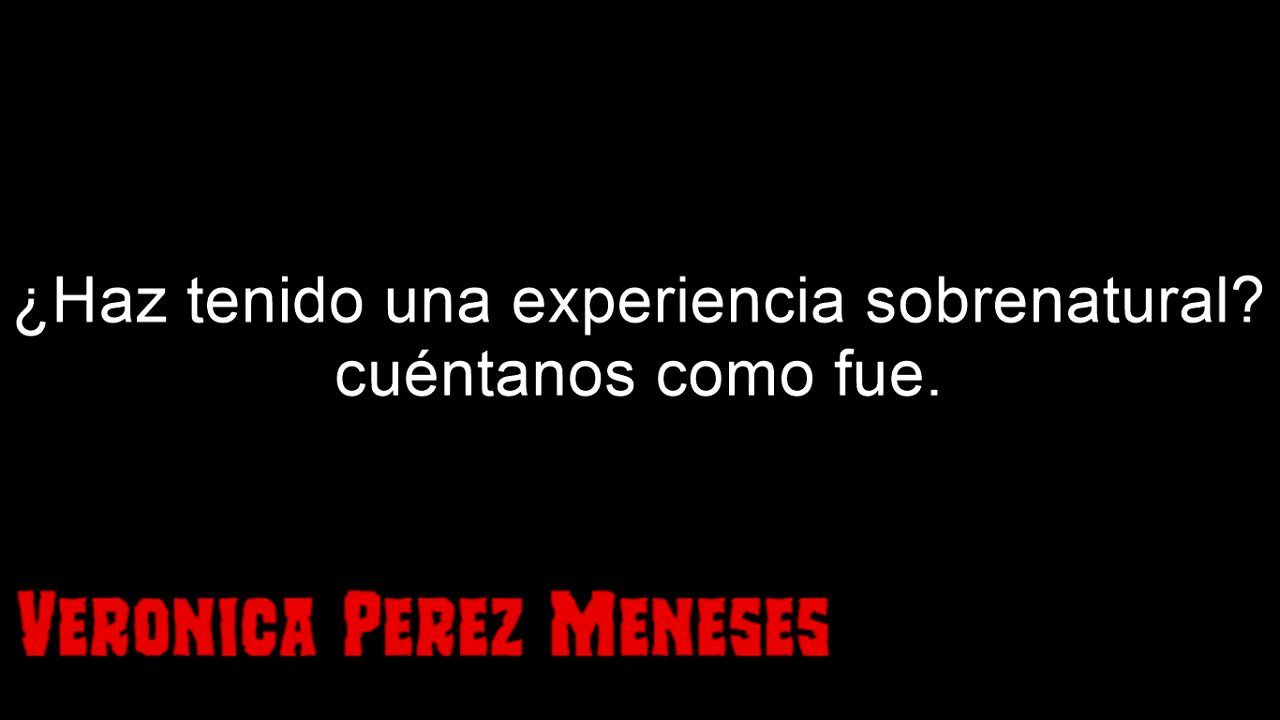 ¿Haz tenido una experiencia sobrenatural?
cuéntanos como fue.
VERONICA PEREZ MENESES